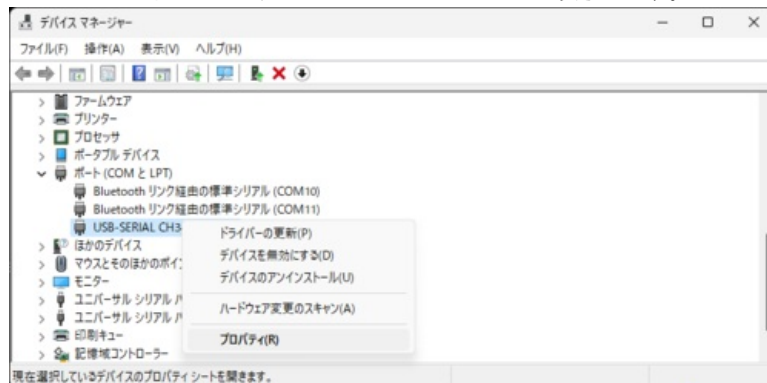 デバイス マネージャー
ファイル(F) 操作(A) 表示(V) ヘルプ(H)
ファームウェア
プリンター
プロセッサ
ポータブル デバイス
ポート (COM と LPT)
Bluetooth リンク経由の標準シリアル (COM10)
Bluetooth リンク経由の標準シリアル (COM11)
USB-SERIAL CH3
ほかのデバイス
マウスとそのほかのポイ
モニター
ユニバーサル シリアル
ユニバーサル シリアル
印刷キュー
記憶域コントローラー
ドライバーの更新(P)
デバイスを無効にする(D)
デバイスのアンインストール(U)
ハードウェア変更のスキャン(A)
プロパティ(R)
現在選択しているデバイスのプロパティ シートを開きます。